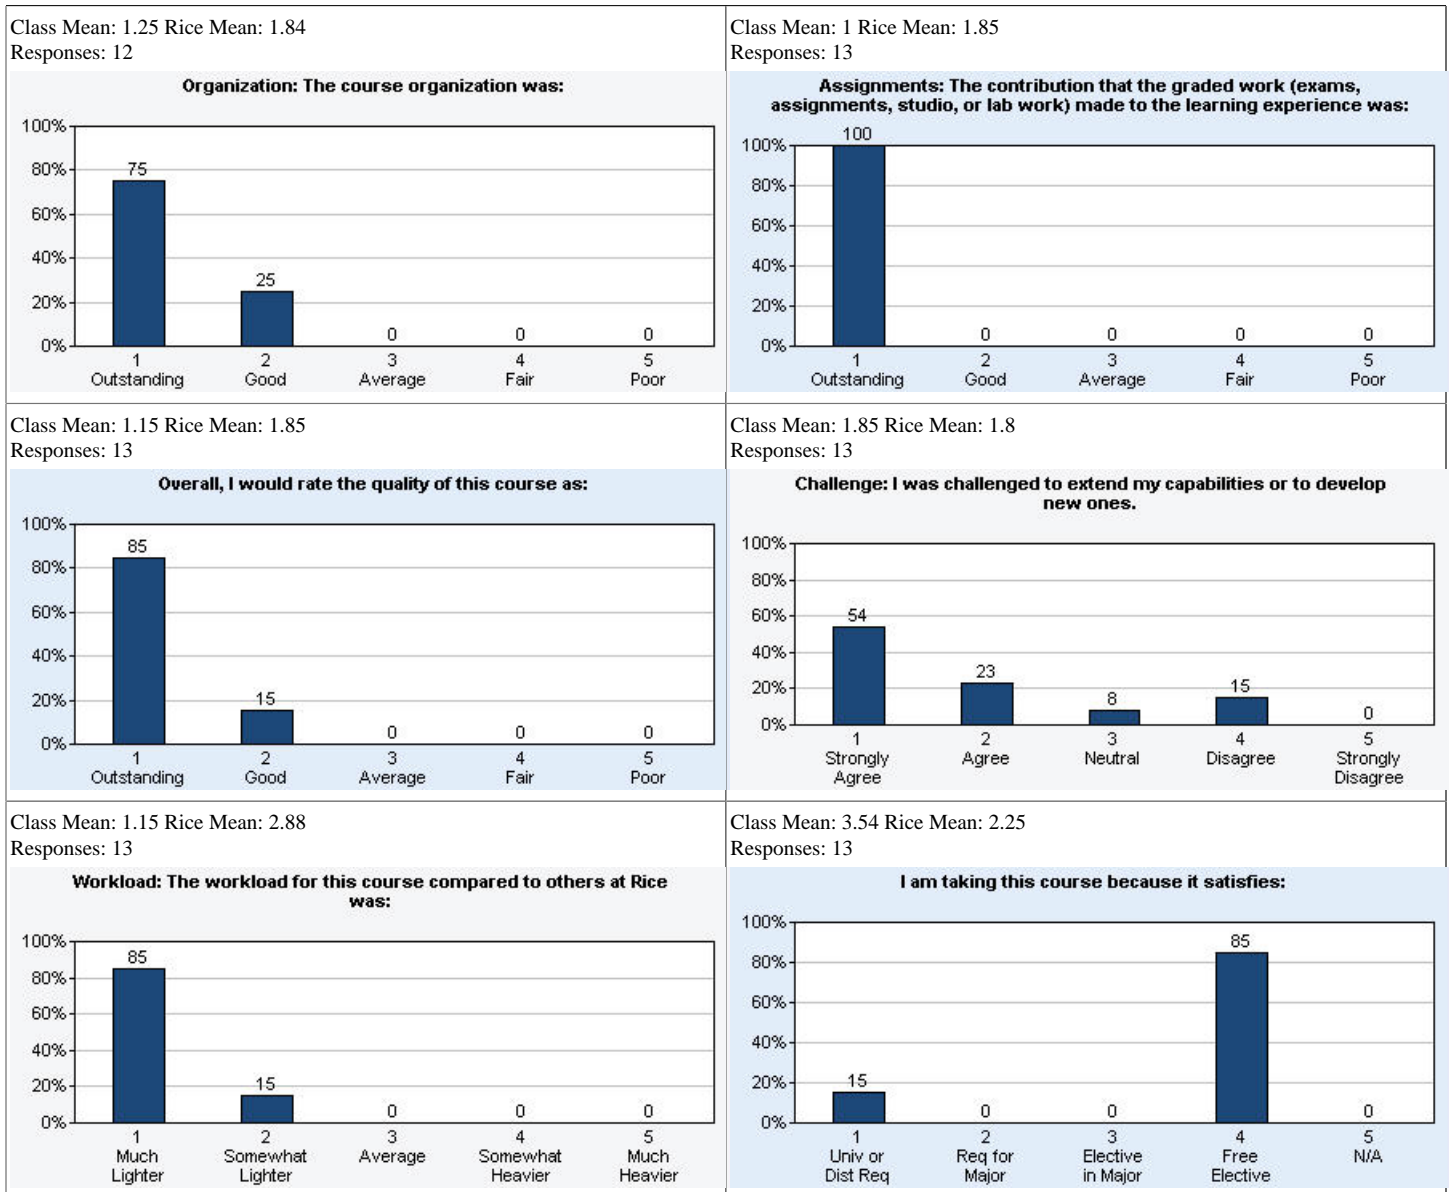 Class Mean: 1.25 Rice Mean: 1.84
Responses: 12
Organization: The course organization was:
100%
80%
60%
40%
20%
0%
75
25
0
0
0
1
2
3
4
5
Outstanding
Good
Average
Fair
Poor
Class Mean: 1 Rice Mean: 1.85
Responses: 13
Assignments: The contribution that the graded work (exams,
assignments, studio, or lab work) made to the learning experience was:
100%
80%
60%
40%
20%
0%
100
0
0
0
0
1
2
3
4
5
Outstanding
Good
Average
Fair
Poor
Class Mean: 1.15 Rice Mean: 1.85
Responses: 13
Overall, I would rate the quality of this course as:
100%
80%
60%
40%
20%
0%
85
15
0
0
0
1
2
3
4
5
Outstanding
Good
Average
Fair
Poor
Class Mean: 1.85 Rice Mean: 1.8
Responses: 13
Challenge: I was challenged to extend my capabilities or to develop
new ones.
100%
80%
60%
40%
20%
0%
54
23
8
15
0
1
2
3
4
5
Strongly
Agree
Agree
Neutral
Disagree
Strongly
Disagree
Class Mean: 1.15 Rice Mean: 2.88
Responses: 13
Workload: The workload for this course compared to others at Rice
was:
100%
80%
60%
40%
20%
0%
85
15
0
0
0
1
2
3
4
5
Much
Lighter
Somewhat
Lighter
Average
Somewhat
Heavier
Much
Heavier
Class Mean: 3.54 Rice Mean: 2.25
Responses: 13
I am taking this course because it satisfies:
100%
80%
60%
40%
20%
0%
15
0
0
85
0
1
2
3
4
5
Univ or
Dist Req
Req for
Major
Elective
in Major
Free
Elective
N/A